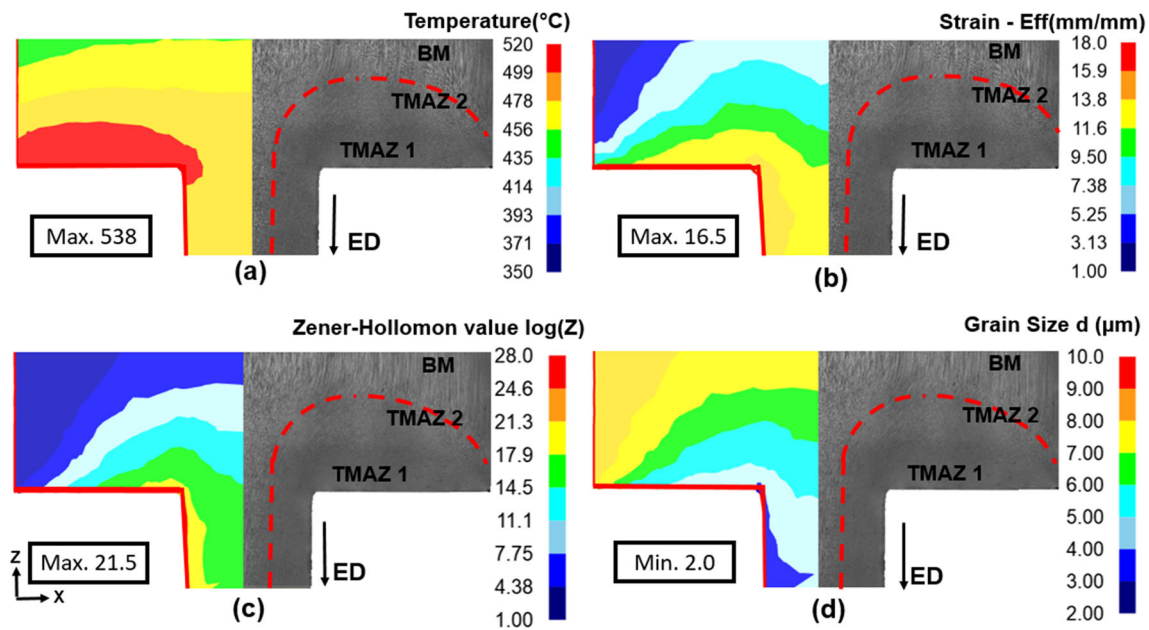 Temperature(°C)
BM
TMAZ 2
TMAZ 1
Max. 538
ED
(a)
520
499
478
456
435
414
393
371
350
Strain - Eff(mm/mm)
BM
TMAZ 2
TMAZ 1
Max. 16.5
ED
(b)
18.0
15.9
13.8
11.6
9.50
7.38
5.25
3.13
1.00
Zener-Hollomon value log(Z)
BM
TMAZ 2
TMAZ 1
Max. 21.5
ED
Z
X
(c)
28.0
24.6
21.3
17.9
14.5
11.1
7.75
4.38
1.00
Grain Size d (μm)
BM
TMAZ 2
TMAZ 1
Min. 2.0
ED
(d)
10.0
9.00
8.00
7.00
6.00
5.00
4.00
3.00
2.00